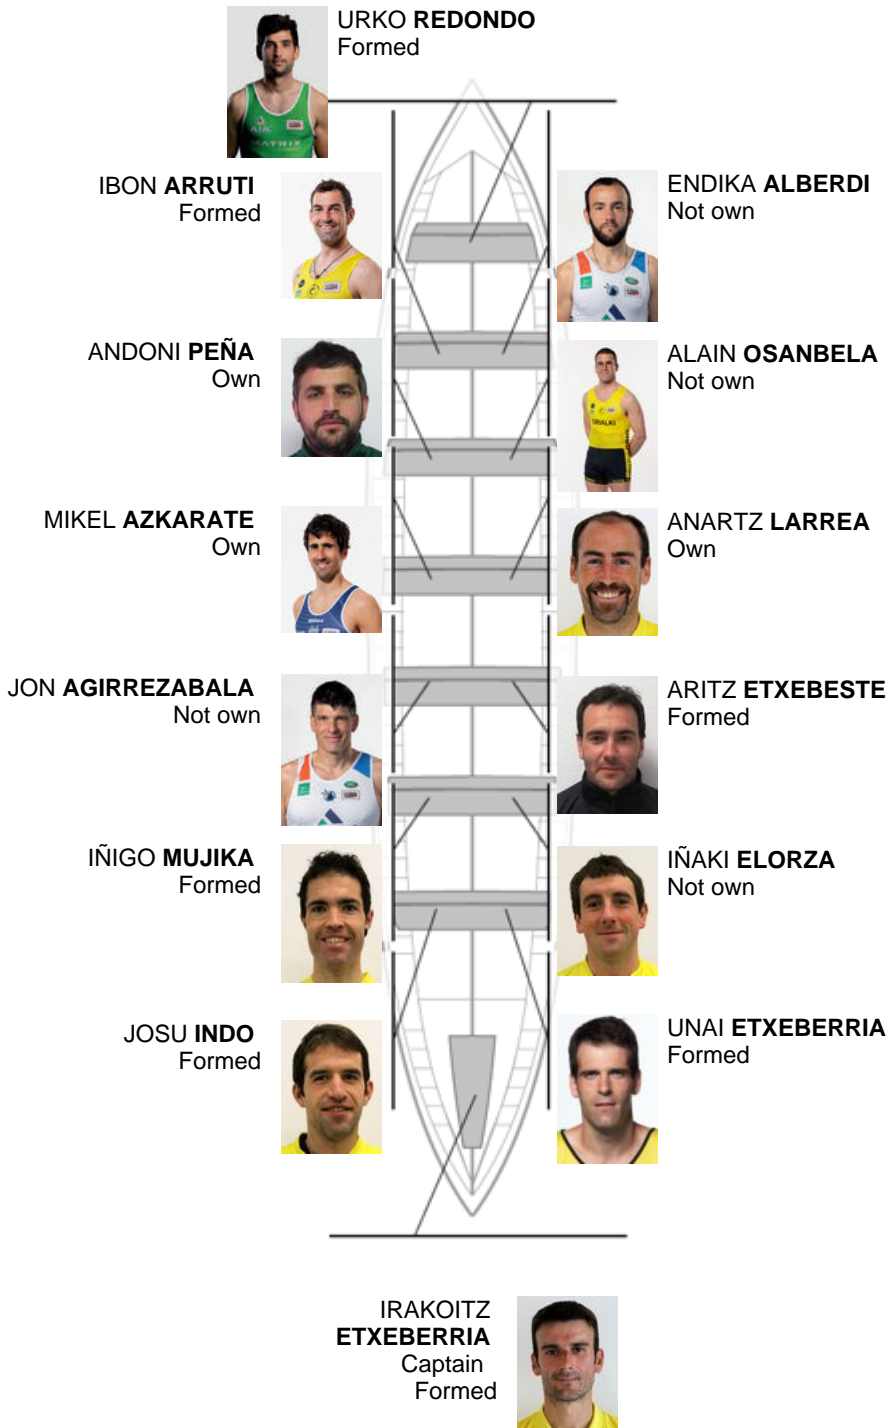 URKO REDONDO
Formed
AIA
MATRIX
IBON ARRUTI
Formed
ENDIKA ALBERDI
Not own
ANDONI PEÑA
Own
ALAIN OSANBELA
Not own
MIKEL AZKARATE
Own
ANARTZ LARREA
Own
JON AGIRREZABALA
Not own
ARITZ ETXEBESTE
Formed
IÑIGO MUJIKA
Formed
IÑAKI ELORZA
Not own
JOSU INDO
Formed
UNAI ETXEBERRIA
Formed
IRAKOITZ
ETXEBERRIA
Captain
Formed